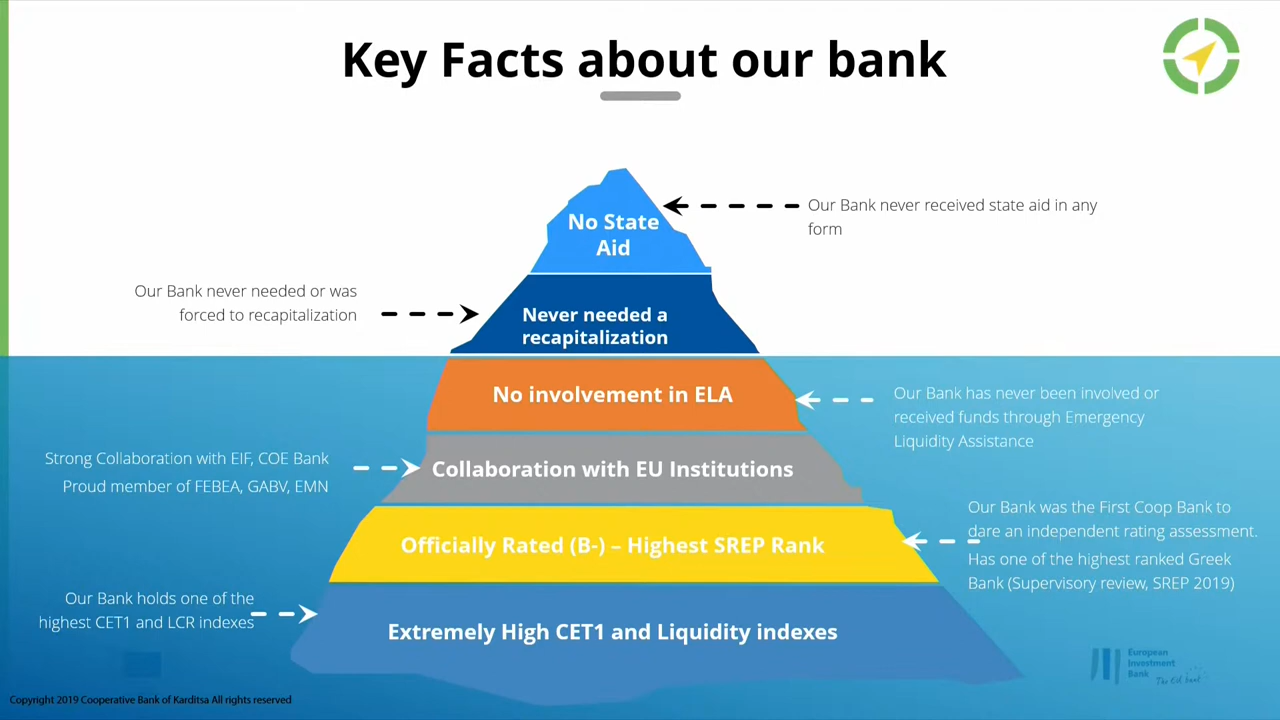 Key Facts about our bank
No State
Aid
Our Bank never received state aid in any
form
Our Bank never needed or was
forced to recapitalization
Never needed a
recapitalization
No involvement in ELA
Our Bank has never been involved or
received funds through Emergency
Liquidity Assistance
Strong Collaboration with EIF, COE Bank
Proud member of FEBEA, GABV, EMN
Collaboration with EU Institutions
Our Bank was the First Coop Bank to
dare an independent rating assessment.
Has one of the highest ranked Greek
Bank (Supervisory review, SREP 2019)
Officially Rated (B-) – Highest SREP Rank
Our Bank holds one of the
highest CET1 and LCR indexes
Extremely High CET1 and Liquidity indexes
European
Investment
Bank
The EU bank
Copyright 2019 Cooperative Bank of Karditsa All rights reserved